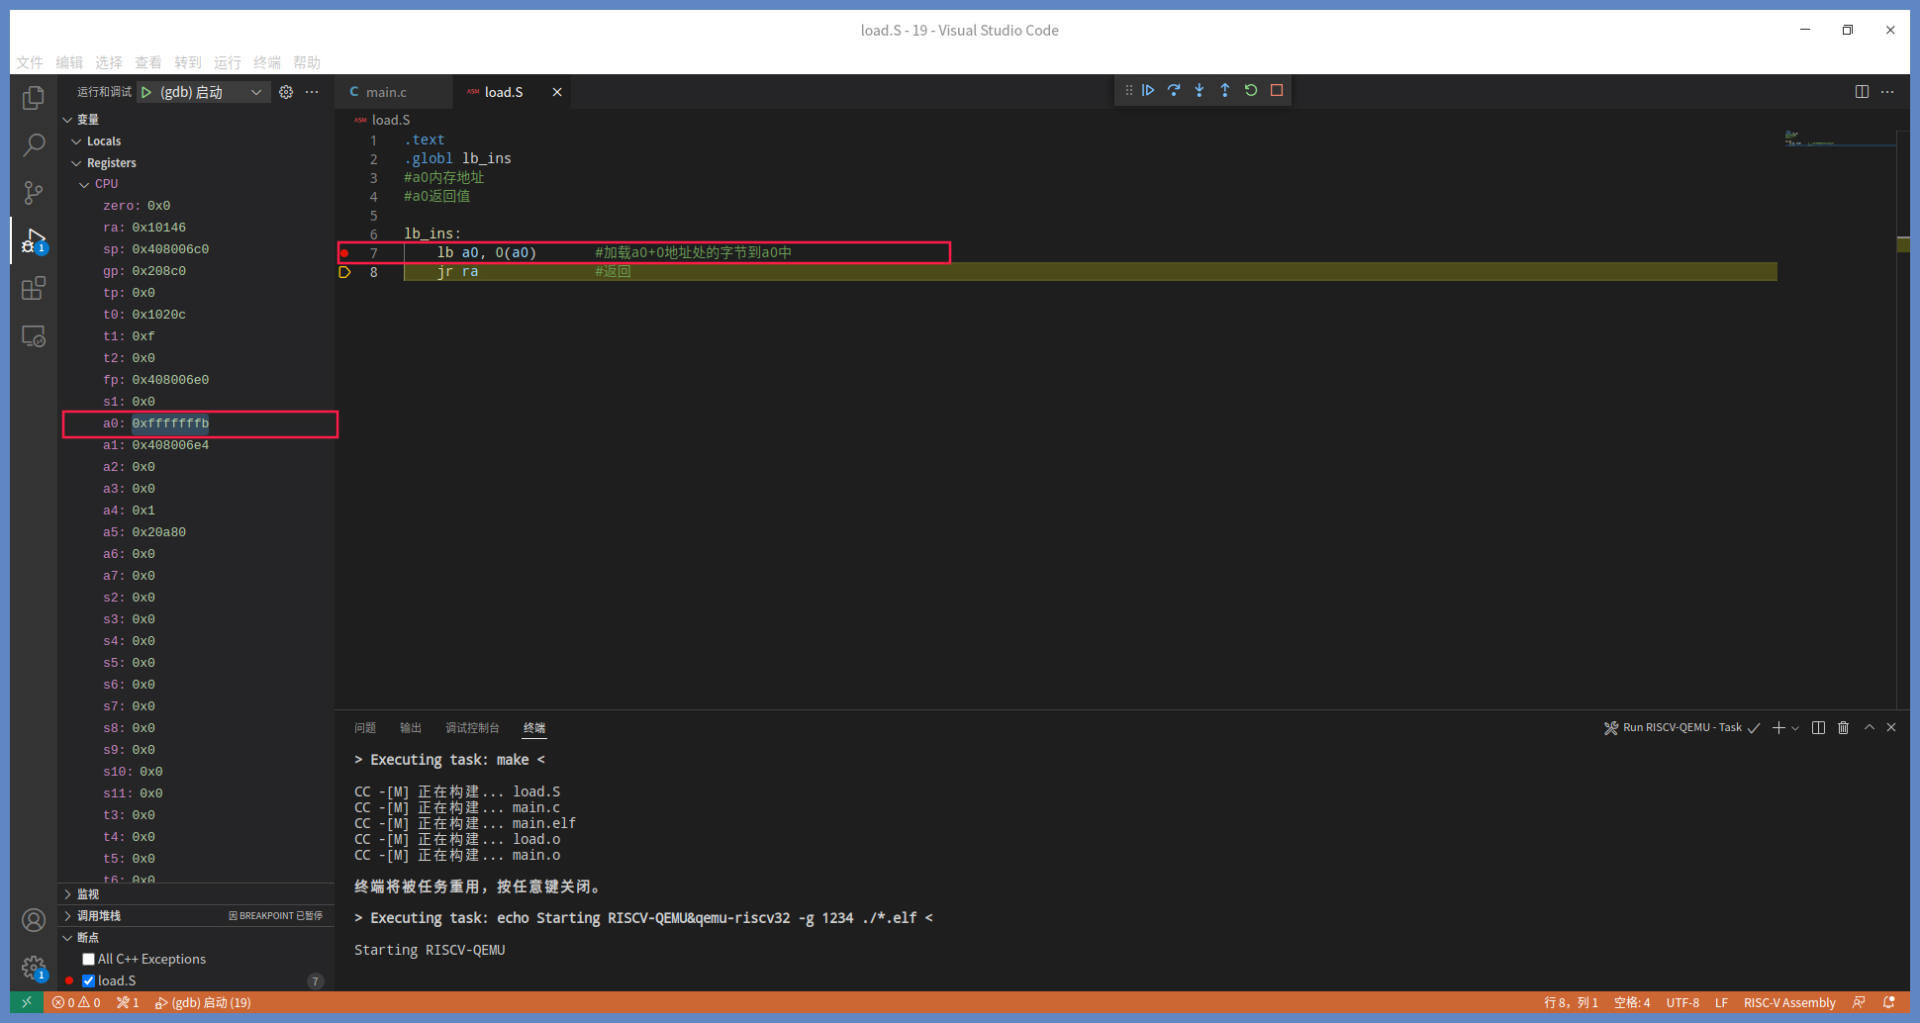 load.S - 19 - Visual Studio Code
文件 编辑 选择 查看 转到 运行 终端 帮助
运行和调试 (gdb) 启动
C main.c
ASM load.S
ASM load.S
变量
Locals
Registers
CPU
zero: 0x0
ra: 0x10146
sp: 0x408006c0
gp: 0x208c0
tp: 0x0
t0: 0x1020c
t1: 0xf
t2: 0x0
fp: 0x408006e0
s1: 0x0
a0: 0xfffffffb
a1: 0x408006e4
a2: 0x0
a3: 0x0
a4: 0x1
a5: 0x20a80
a6: 0x0
a7: 0x0
s2: 0x0
s3: 0x0
s4: 0x0
s5: 0x0
s6: 0x0
s7: 0x0
s8: 0x0
s9: 0x0
s10: 0x0
s11: 0x0
t3: 0x0
t4: 0x0
t5: 0x0
t6: 0x0
监视
调用堆栈 因 BREAKPOINT 已暂停
断点
All C++ Exceptions
load.S 7
1 .text
2 .globl lb_ins
3 #a0内存地址
4 #a0返回值
5
6 lb_ins:
7 lb a0, 0(a0) #加载a0+0地址处的字节到a0中
8 jr ra #返回
问题 输出 调试控制台 终端
Run RISCV-QEMU - Task
> Executing task: make <
CC -[M] 正在构建... load.S
CC -[M] 正在构建... main.c
CC -[M] 正在构建... main.elf
CC -[M] 正在构建... load.o
CC -[M] 正在构建... main.o
终端将被任务重用，按任意键关闭。
> Executing task: echo Starting RISCV-QEMU&qemu-riscv32 -g 1234 ./*.elf <
Starting RISCV-QEMU
1
1
0 0 1 (gdb) 启动 (19)
行 8，列 1 空格: 4 UTF-8 LF RISC-V Assembly